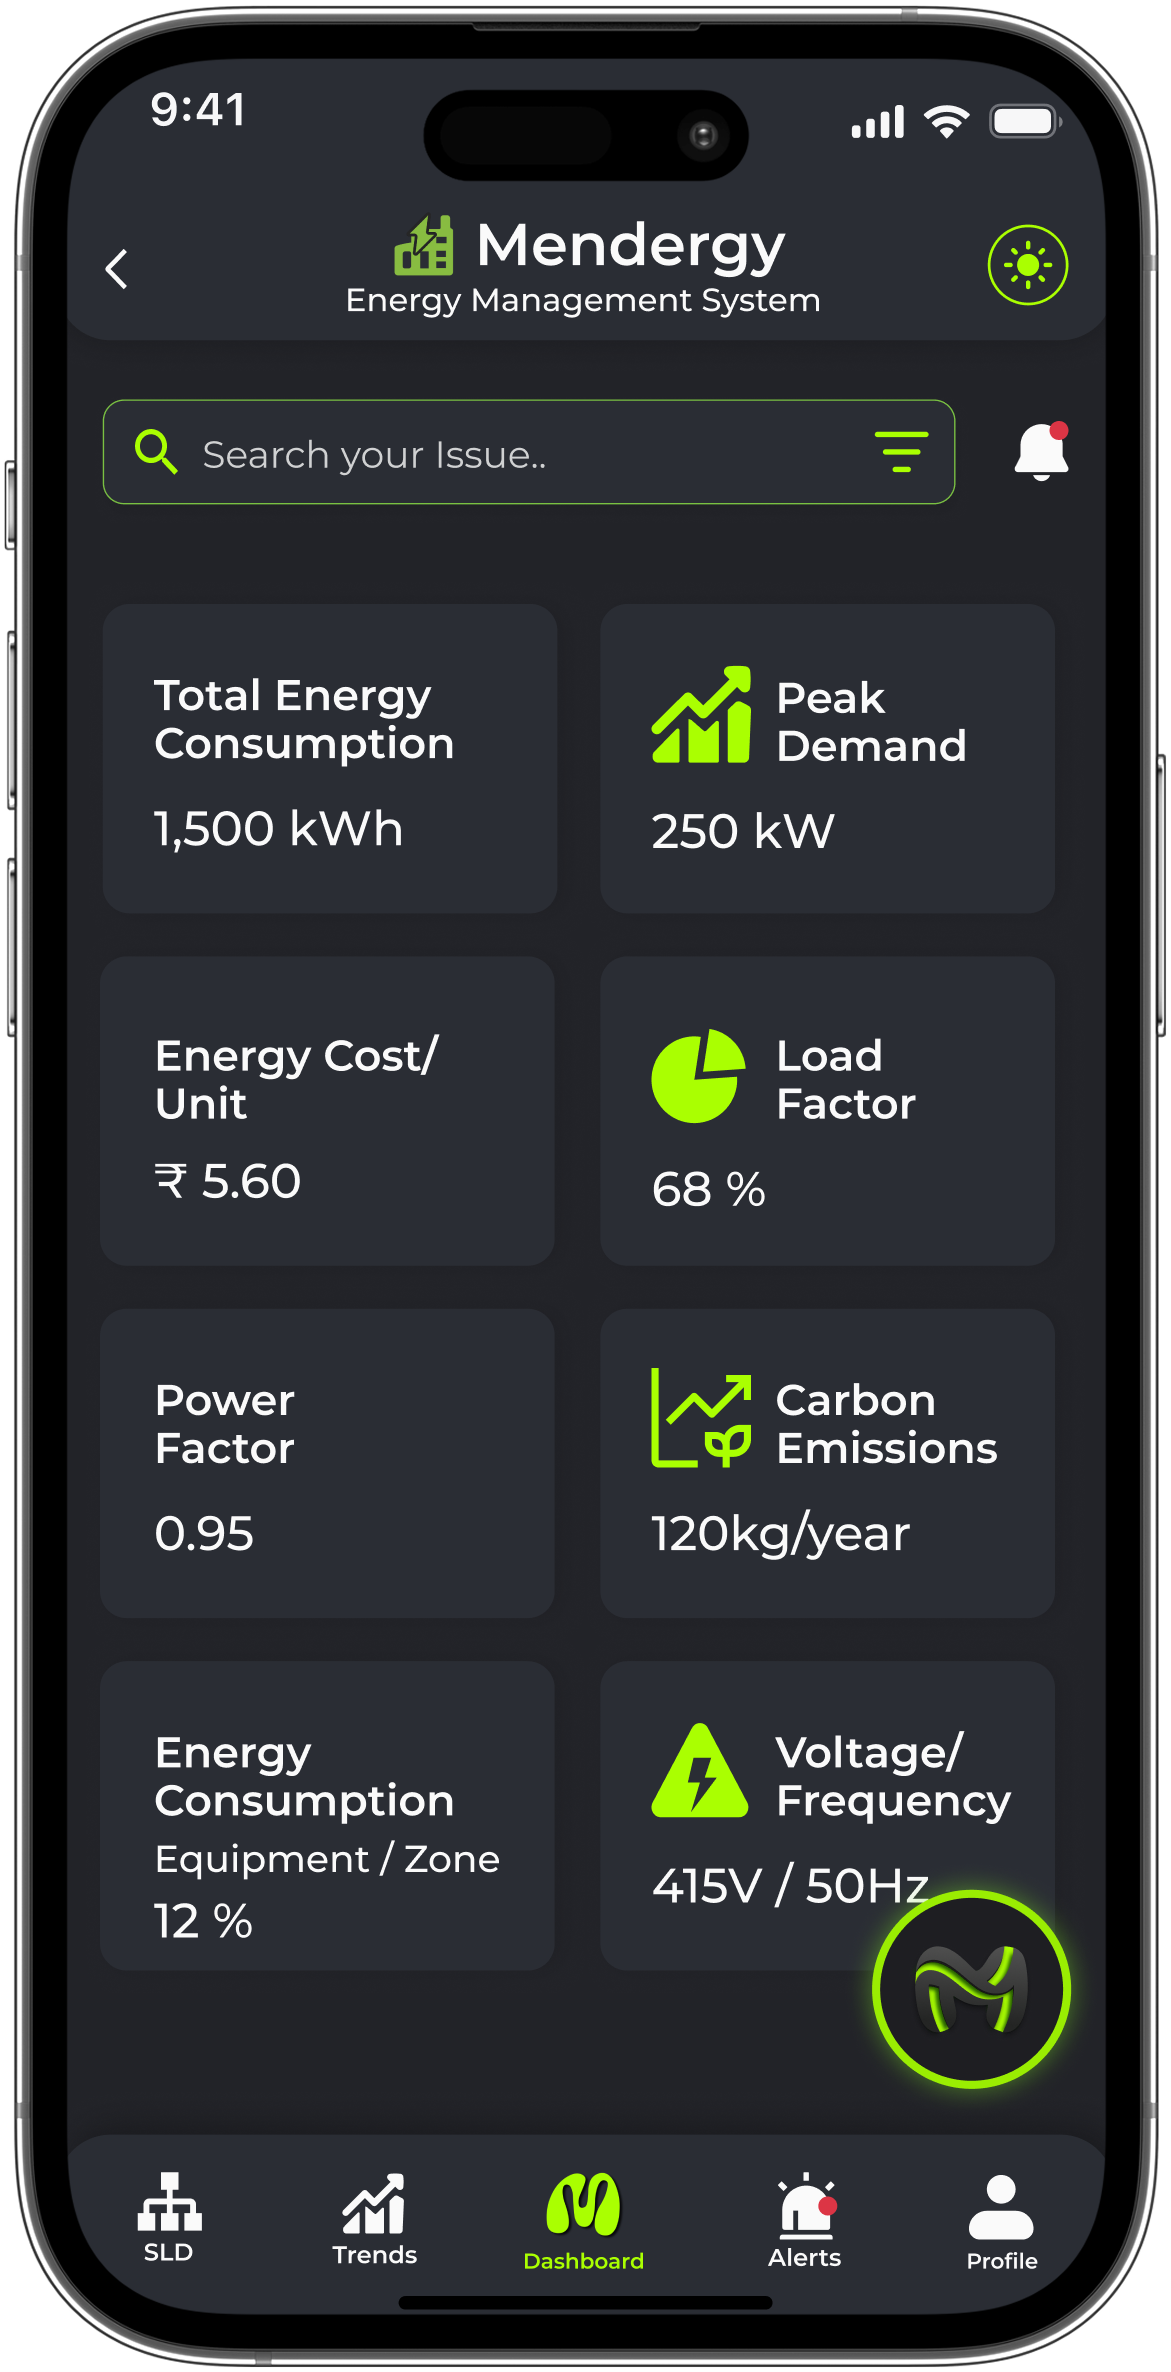 9:41
Mendergy
Energy Management System
Search your Issue..
Total Energy
Consumption
1,500 kWh
Peak
Demand
250 kW
Energy Cost/
Unit
₹ 5.60
Load
Factor
68 %
Power
Factor
0.95
Carbon
Emissions
120kg/year
Energy
Consumption
Equipment / Zone
12 %
Voltage/
Frequency
415V / 50Hz
SLD
Trends
Dashboard
Alerts
Profile